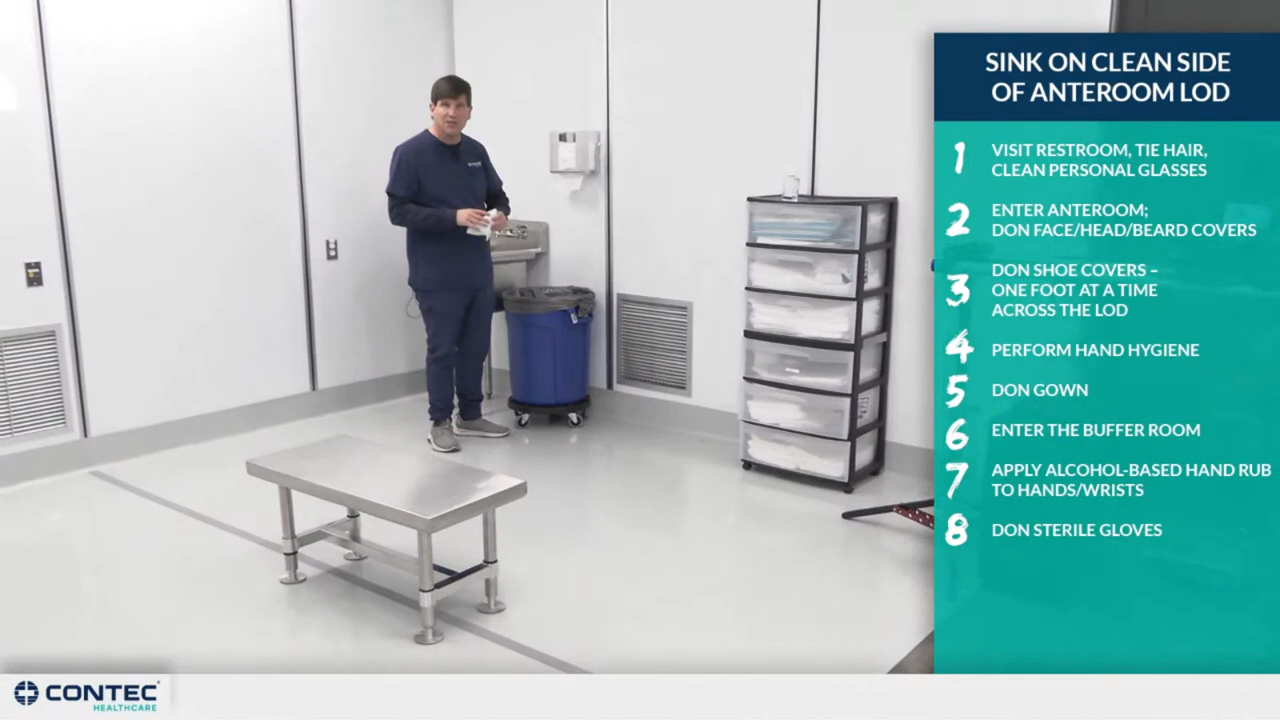 SINK ON CLEAN SIDE
OF ANTEROOM LOD
1 VISIT RESTROOM, TIE HAIR,
CLEAN PERSONAL GLASSES
2 ENTER ANTEROOM;
DON FACE/HEAD/BEARD COVERS
3 DON SHOE COVERS –
ONE FOOT AT A TIME
ACROSS THE LOD
4 PERFORM HAND HYGIENE
5 DON GOWN
6 ENTER THE BUFFER ROOM
7 APPLY ALCOHOL-BASED HAND RUB
TO HANDS/WRISTS
8 DON STERILE GLOVES
CONTEC
HEALTHCARE